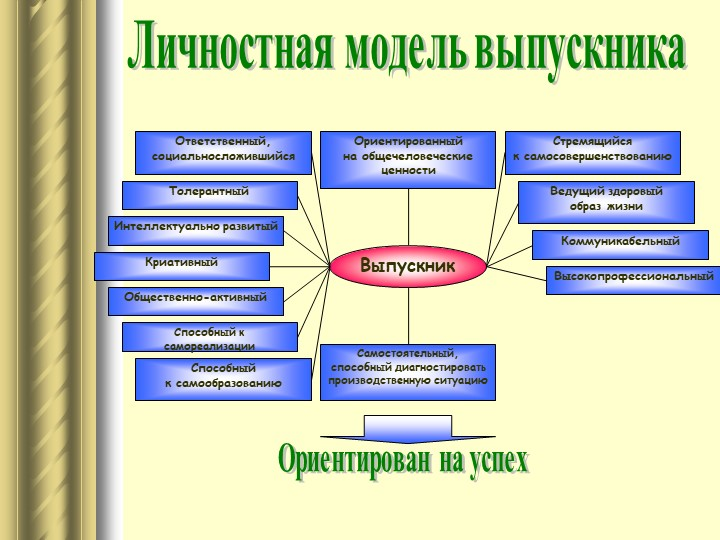 Личностная модель выпускника
Ответственный,
социальносложившийся
Ориентированный
на общечеловеческие
ценности
Стремящийся
к самосовершенствованию
Толерантный
Ведущий здоровый
образ жизни
Интеллектуально развитый
Коммуникабельный
Криативный
Выпускник
Высокопрофессиональный
Общественно-активный
Способный к
самореализации
Способный
к самообразованию
Самостоятельный,
способный диагностировать
производственную ситуацию
Ориентирован на успех